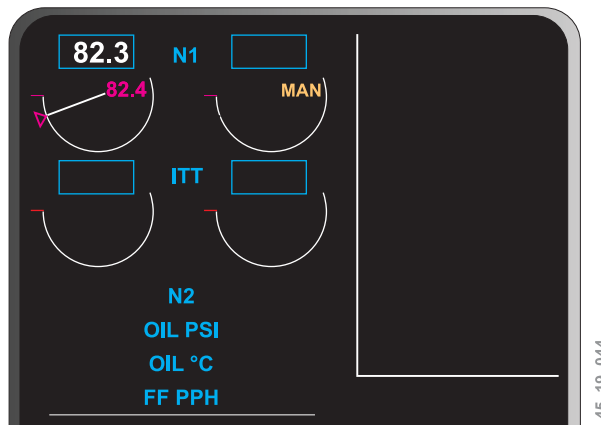 82.3 N1
82.4 MAN
ITT
N2
OIL PSI
OIL °C
FF PPH